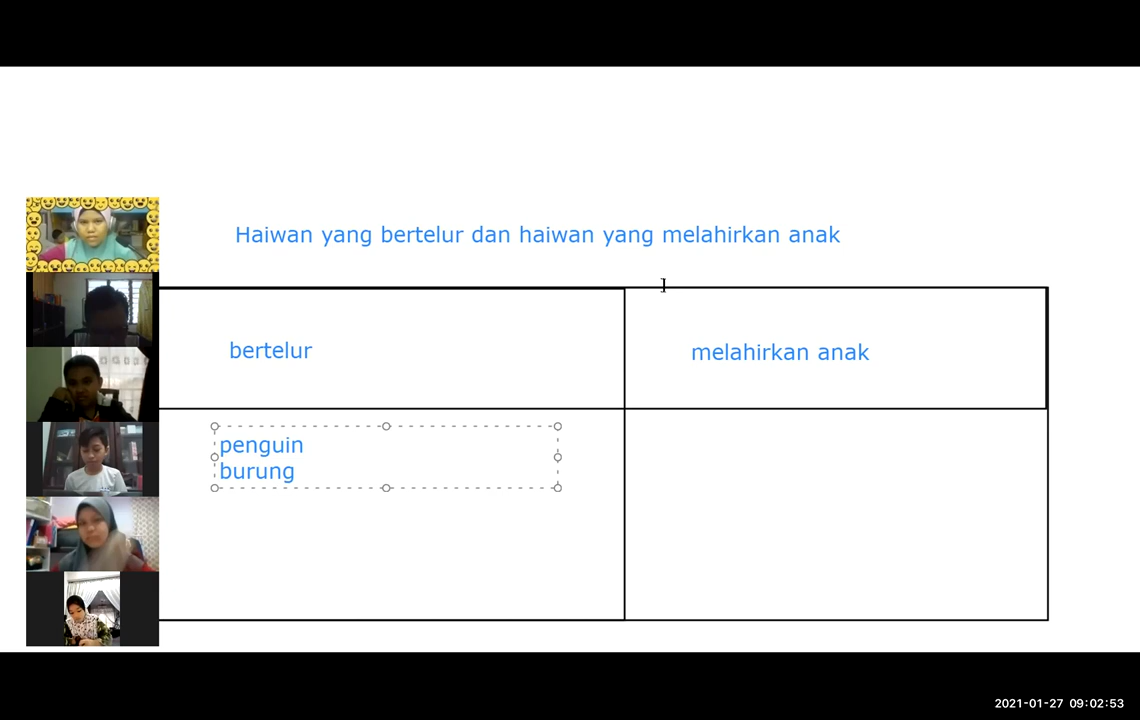 Haiwan yang bertelur dan haiwan yang melahirkan anak
bertelur
melahirkan anak
penguin
burung
2021-01-27 09:02:53